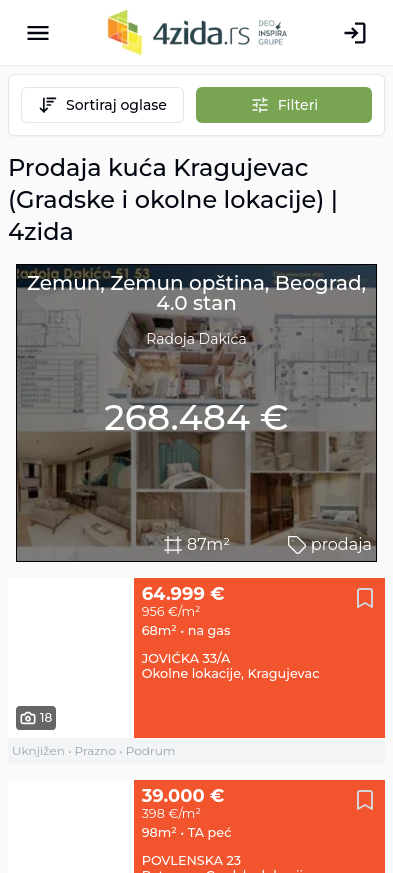 4zida.rs DEO INSPIRA GRUPE
Sortiraj oglase
Filteri
Prodaja kuća Kragujevac
(Gradske i okolne lokacije) |
4zida
Radoja Dakića 51 53
Zemun, Zemun opština, Beograd,
4.0 stan
Radoja Dakića
268.484 €
87m²
prodaja
64.999 €
956 €/m²
68m² • na gas
JOVIĆKA 33/A
Okolne lokacije, Kragujevac
18
Uknjižen • Prazno • Podrum
39.000 €
398 €/m²
98m² • TA peć
POVLENSKA 23